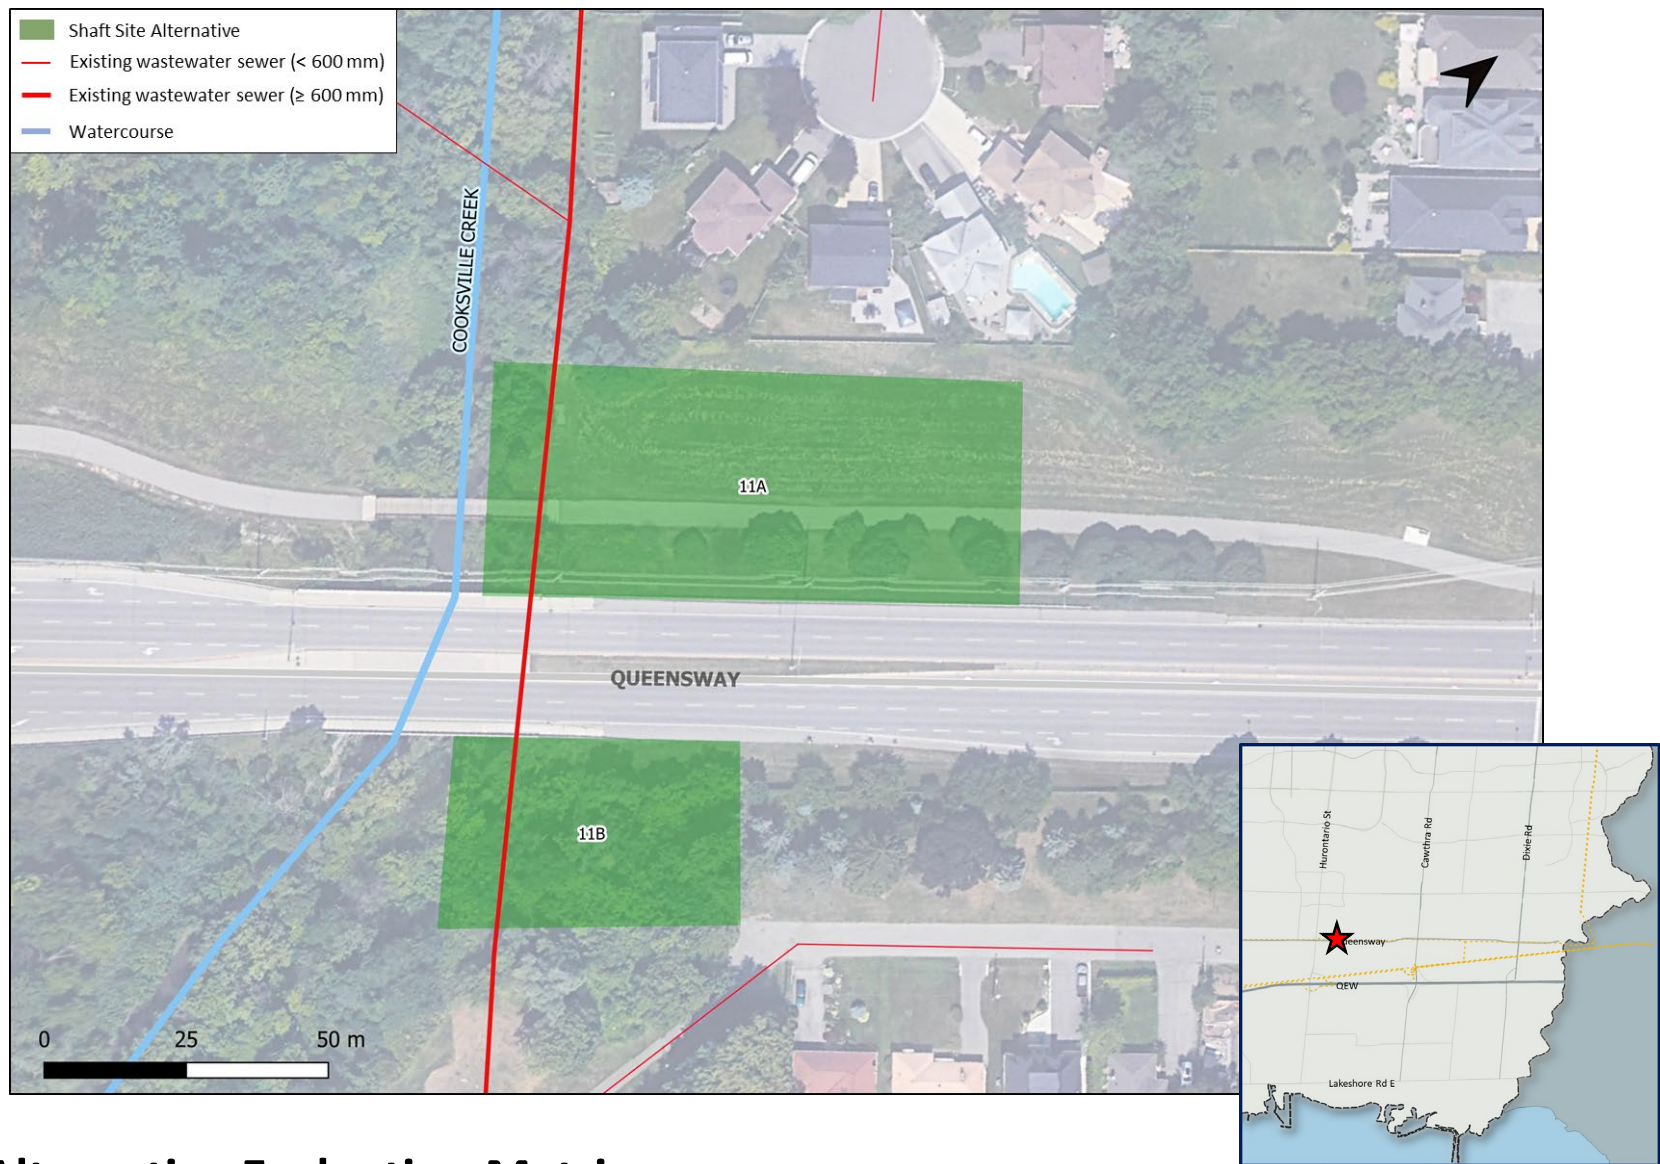 Shaft Site Alternative
Existing wastewater sewer (< 600 mm)
Existing wastewater sewer (≥ 600 mm)
Watercourse
COOKSVILLE CREEK
11A
QUEENSWAY
11B
0 25 50 m
Hurontario St
Cawthra Rd
Dixie Rd
QEW
Lakeshore Rd E